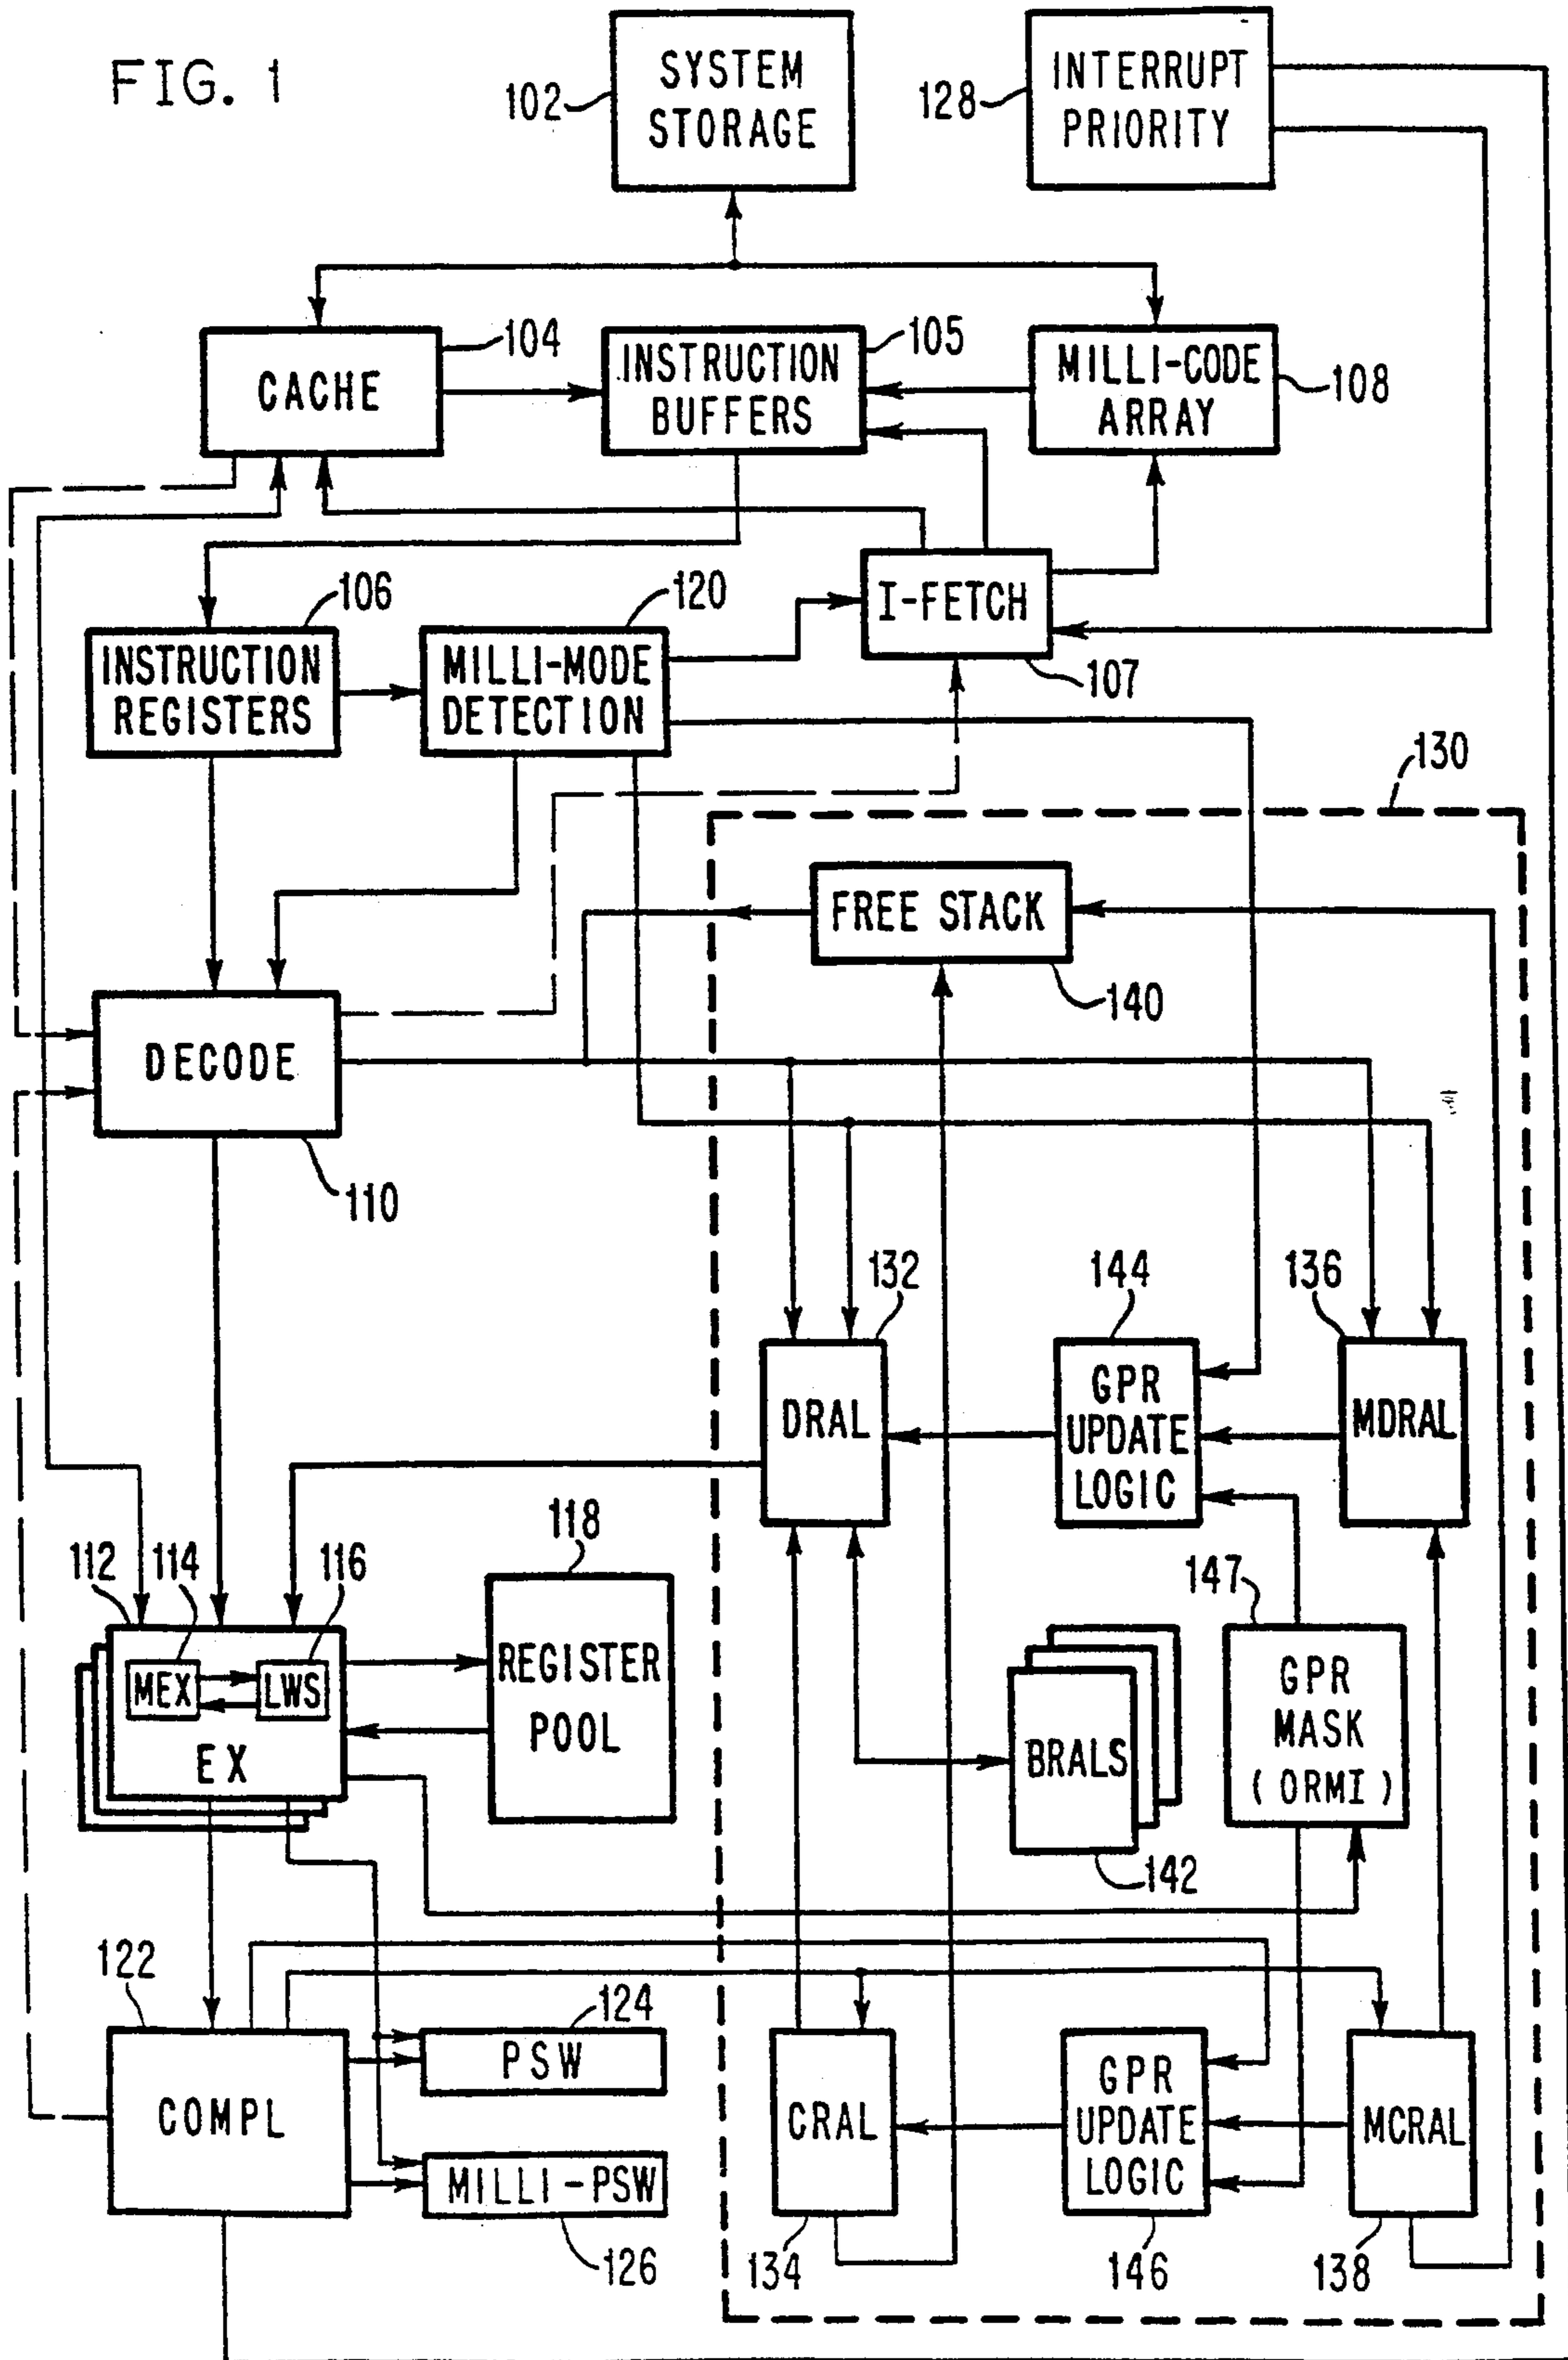 FIG. 1
102
SYSTEM
STORAGE
128
INTERRUPT
PRIORITY
104
CACHE
105
INSTRUCTION
BUFFERS
MILLI-CODE
ARRAY
108
106
INSTRUCTION
REGISTERS
120
MILLI-MODE
DETECTION
I-FETCH
107
130
FREE STACK
140
DECODE
110
132
DRAL
144
GPR
UPDATE
LOGIC
136
MDRAL
112
114
116
MEX
LWS
EX
118
REGISTER
POOL
147
GPR
MASK
(ORMI)
BRALS
142
122
COMPL
124
PSW
MILLI-PSW
126
CRAL
134
GPR
UPDATE
LOGIC
146
MCRAL
138